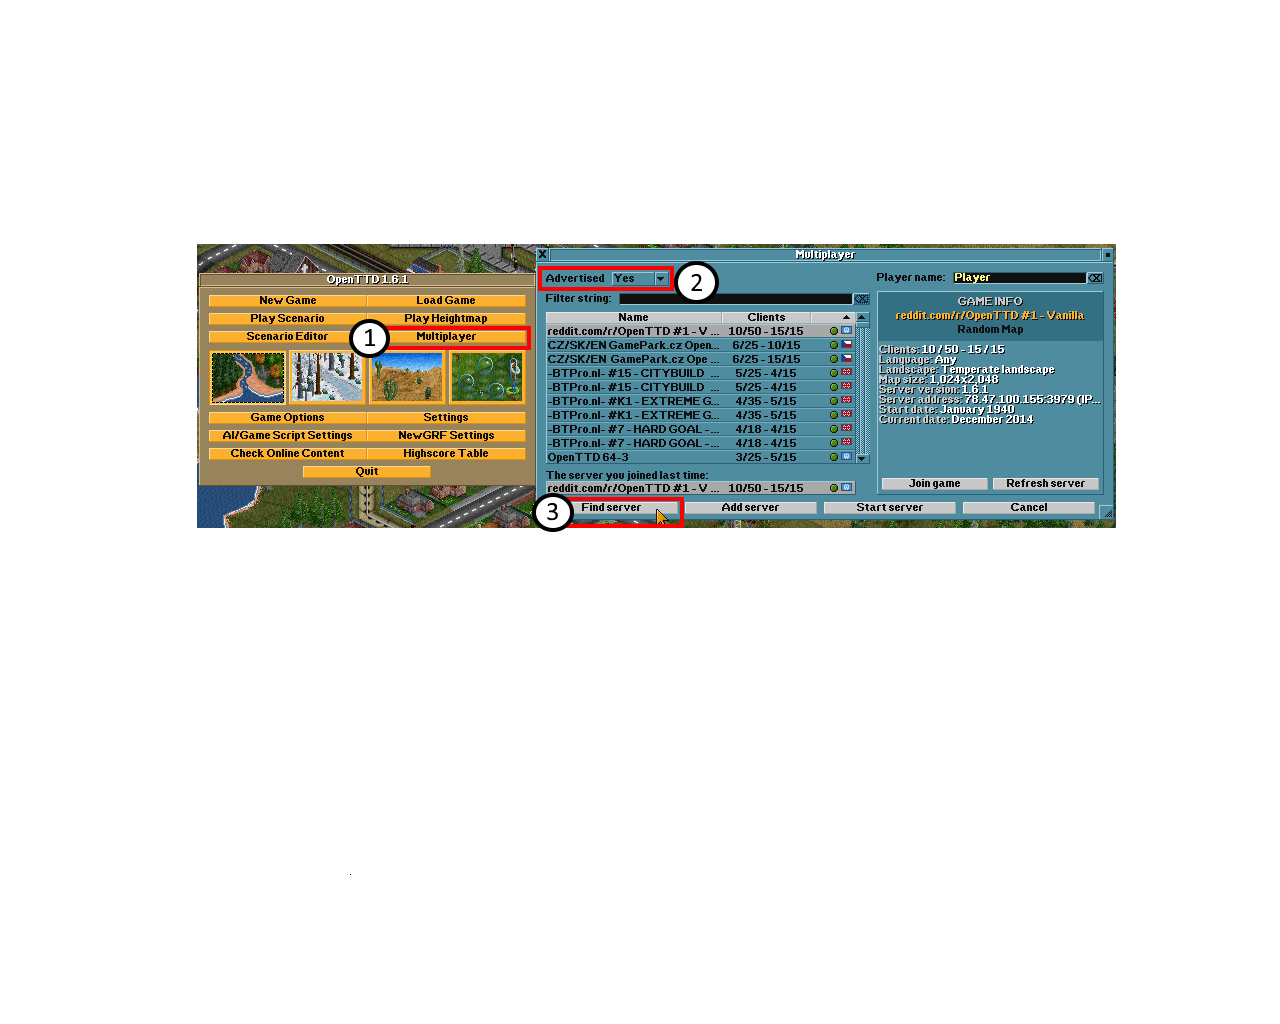 OpenTTD 1.6.1
New Game
Load Game
Play Scenario
Play Heightmap
Scenario Editor
1
Multiplayer
Game Options
Settings
AI/Game Script Settings
NewGRF Settings
Check Online Content
Highscore Table
Quit
Multiplayer
Advertised Yes
2
Player name: Player
Filter string:
Name Clients
reddit.com/r/OpenTTD #1 - V ... 10/50 - 15/15
CZ/SK/EN GamePark.cz Open... 6/25 - 10/15
CZ/SK/EN GamePark.cz Ope ... 6/25 - 15/15
-BTPro.nl- #15 - CITYBUILD ... 5/25 - 4/15
-BTPro.nl- #15 - CITYBUILD ... 5/25 - 4/15
-BTPro.nl- #K1 - EXTREME G... 4/35 - 5/15
-BTPro.nl- #K1 - EXTREME G... 4/35 - 5/15
-BTPro.nl- #7 - HARD GOAL -... 4/18 - 4/15
-BTPro.nl- #7 - HARD GOAL -... 4/18 - 4/15
OpenTTD 64-3 3/25 - 5/15
The server you joined last time:
reddit.com/r/OpenTTD #1 - V ... 10/50 - 15/15
GAME INFO
reddit.com/r/OpenTTD #1 - Vanilla
Random Map
Clients: 10 / 50 - 15 / 15
Language: Any
Landscape: Temperate landscape
Map size: 1,024x2,048
Server version: 1.6.1
Server address: 78.47.100.155:3979 (IP...
Start date: January 1940
Current date: December 2014
Join game
Refresh server
3
Find server
Add server
Start server
Cancel